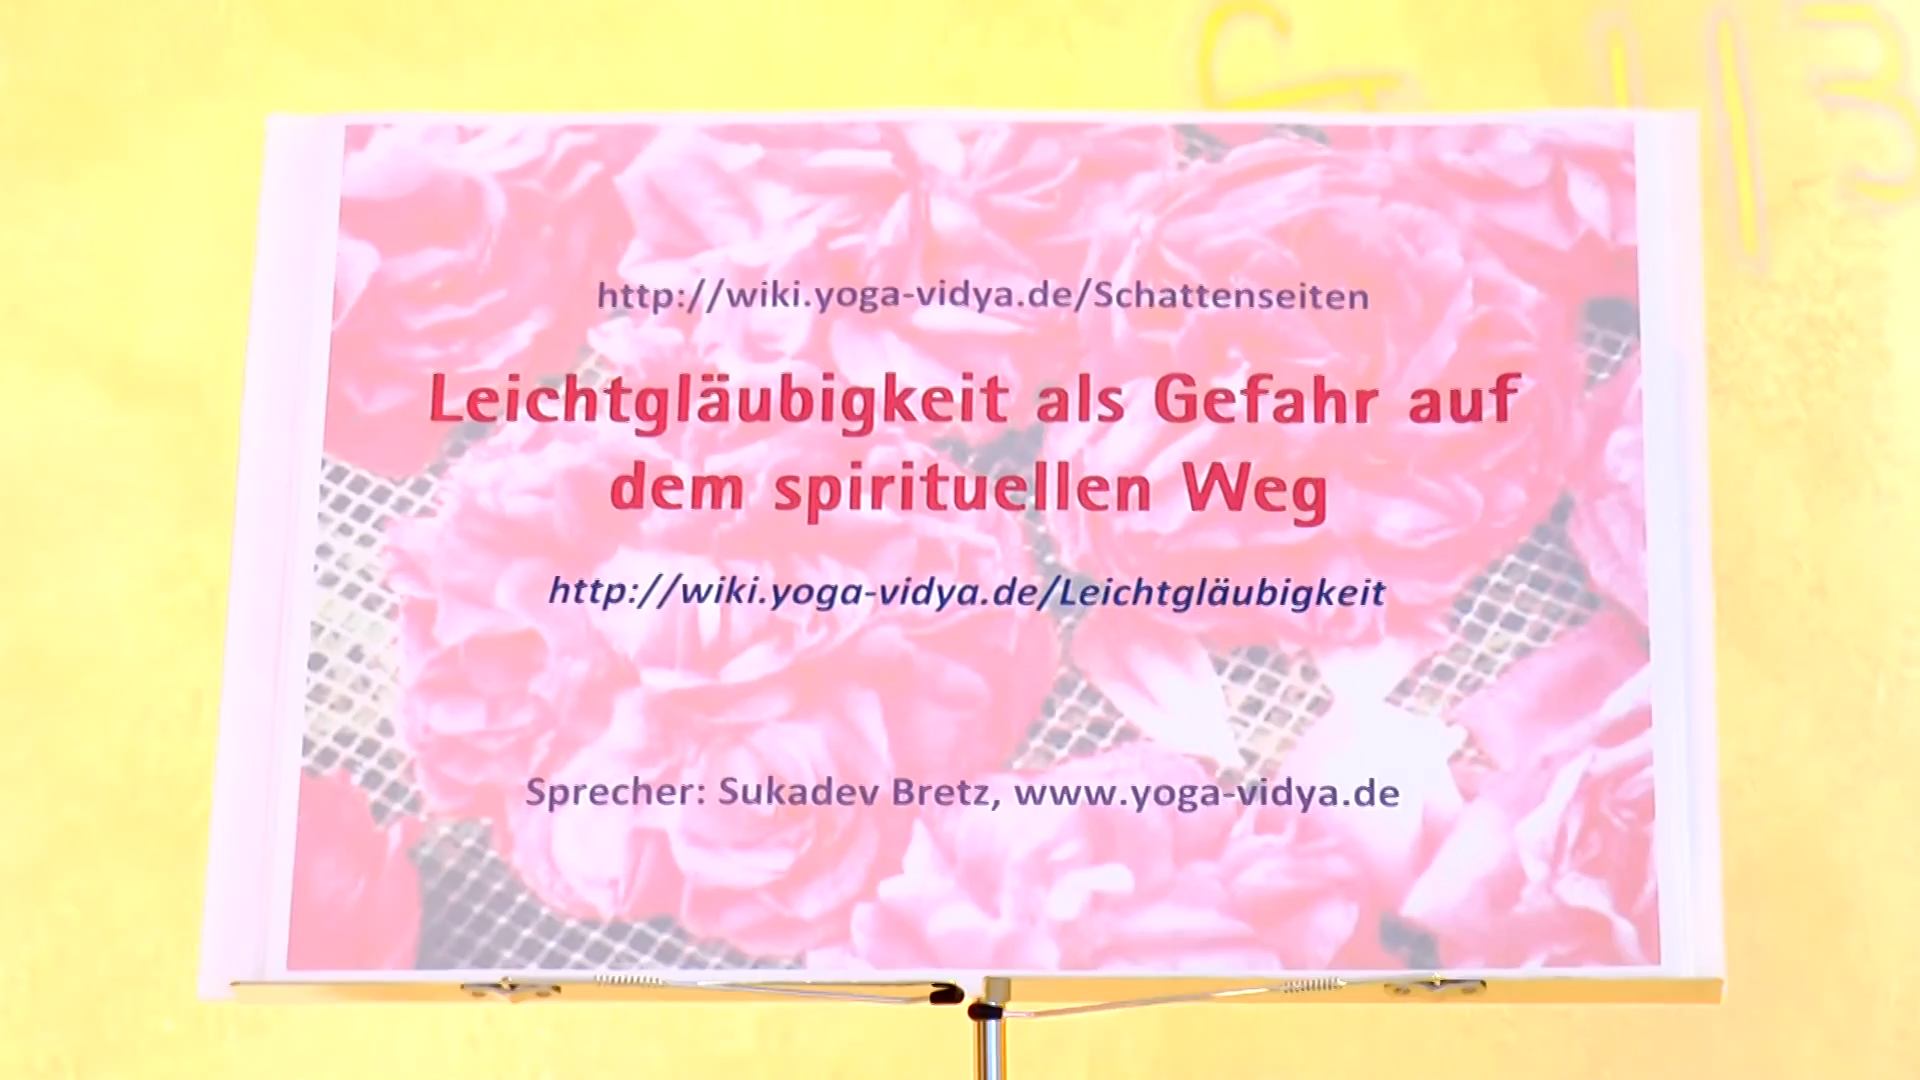 http://wiki.yoga-vidya.de/Schattenseiten
Leichtgläubigkeit als Gefahr auf
dem spirituellen Weg
http://wiki.yoga-vidya.de/Leichtgläubigkeit
Sprecher: Sukadev Bretz, www.yoga-vidya.de